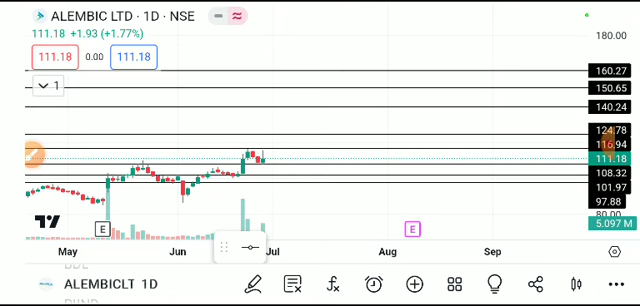 ALEMBIC LTD · 1D · NSE
111.18 +1.93 (+1.77%)
111.18 0.00 111.18
1
180.00
160.27
150.65
140.24
124.78
116.94
111.18
108.32
101.97
97.88
80.00
5.097 M
E E
May Jun Jul Aug Sep
ALEMBICLT 1D